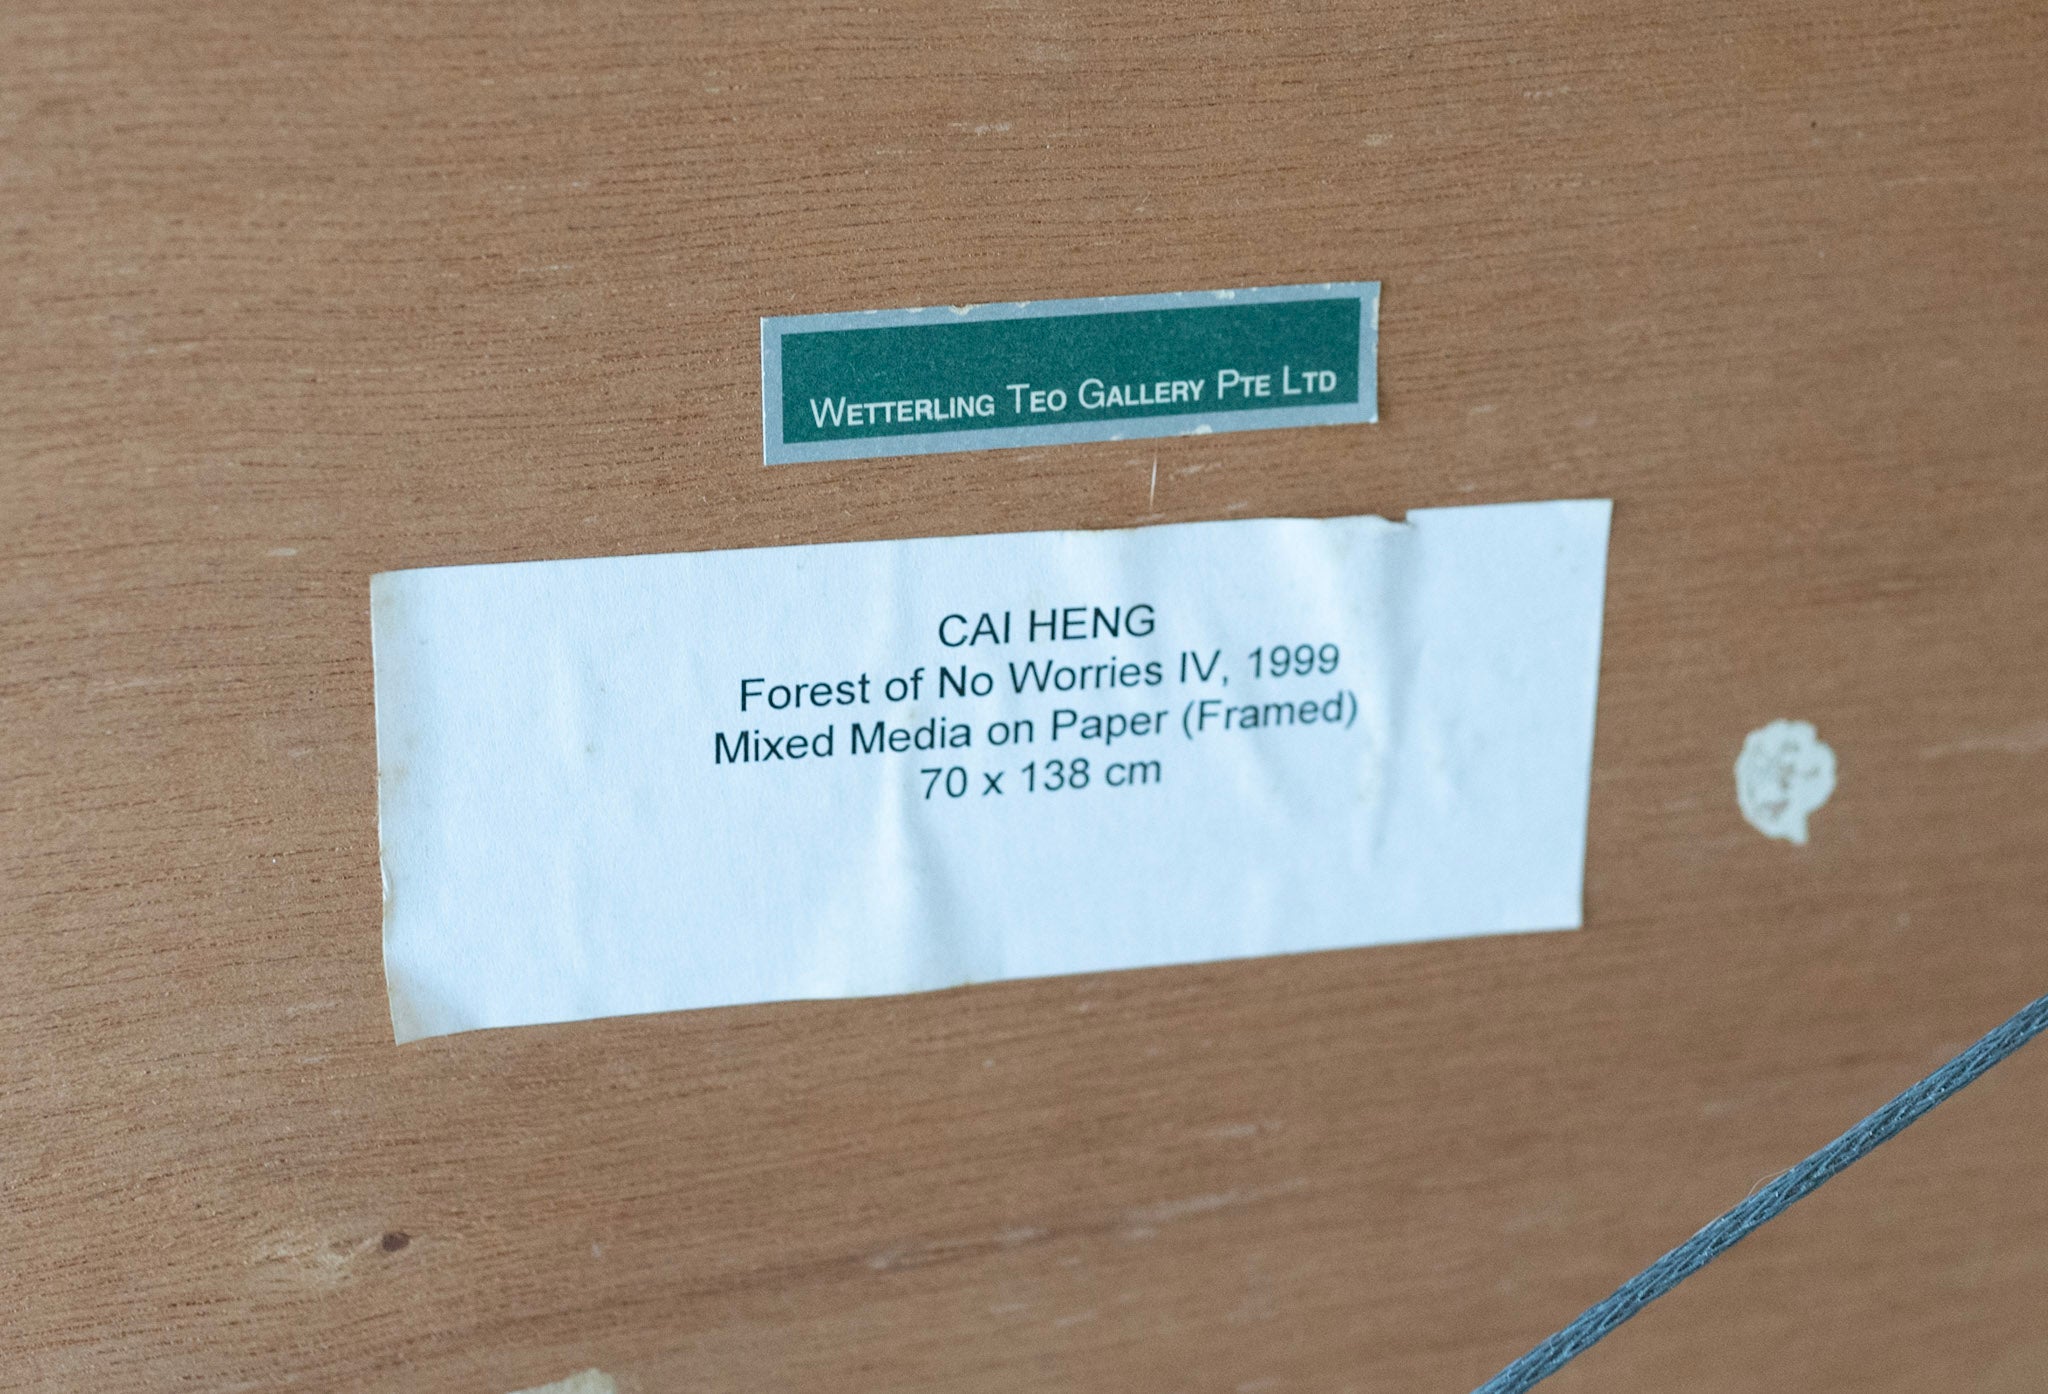 WETTERLING TEO GALLERY PTE LTD
CAI HENG
Forest of No Worries IV, 1999
Mixed Media on Paper (Framed)
70 x 138 cm